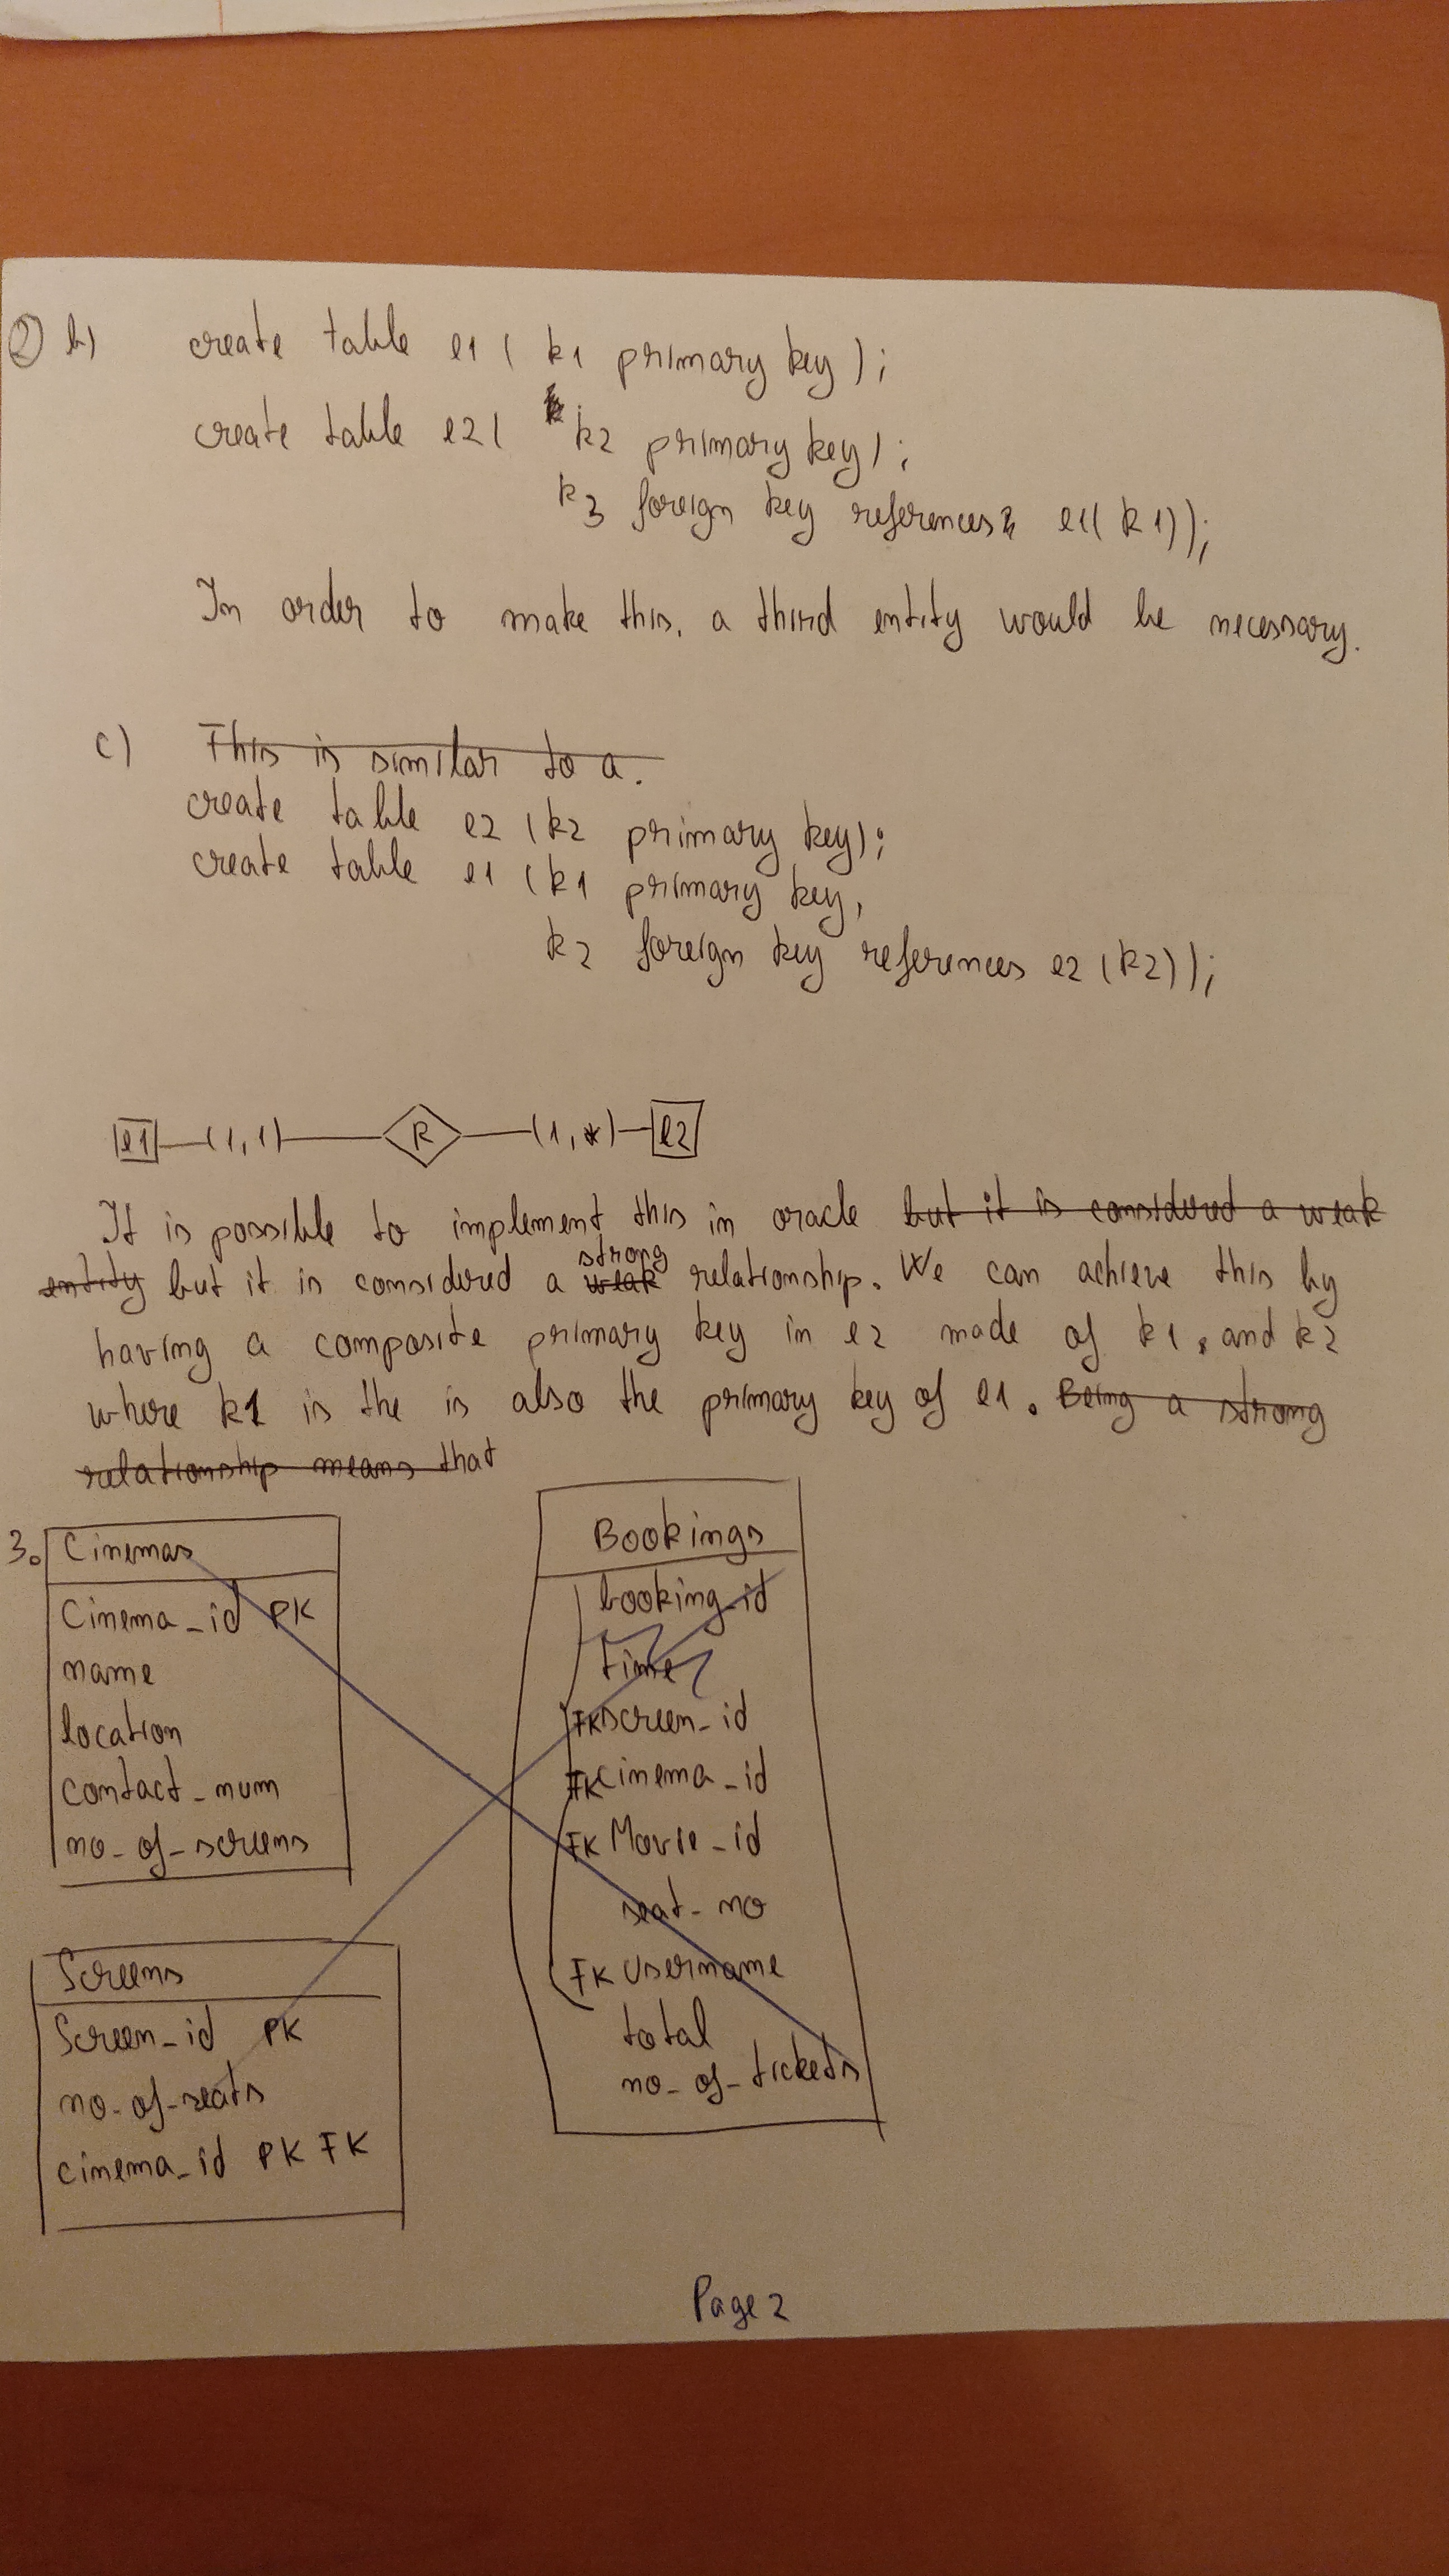 2) b) create table e1 ( k1 primary key );
create table e2 ( k2 primary key );
k3 foreign key references e1( k1));
In order to make this, a third entity would be necessary.
c) This is similar to a.
create table e2 (k2 primary key);
create table e1 (k1 primary key,
k2 foreign key references e2 (k2));
e1 (1,1) R (1,*) e2
It is possible to implement this in oracle but it is considered a weak
strong
entity but it is considered a weak relationship. We can achieve this by
having a composite primary key in e2 made of k1, and k2
where k1 is the is also the primary key of e1. Being a strong
relationship means that
3. Cinemas
Cinema_id PK
name
location
contact_num
no_of_screens
Screens
Screen_id PK
no_of_seats
cinema_id PK FK
Bookings
booking_id
time
FK screen_id
FK cinema_id
FK Movie_id
seat_no
FK Username
total
no_of_tickets
Page 2